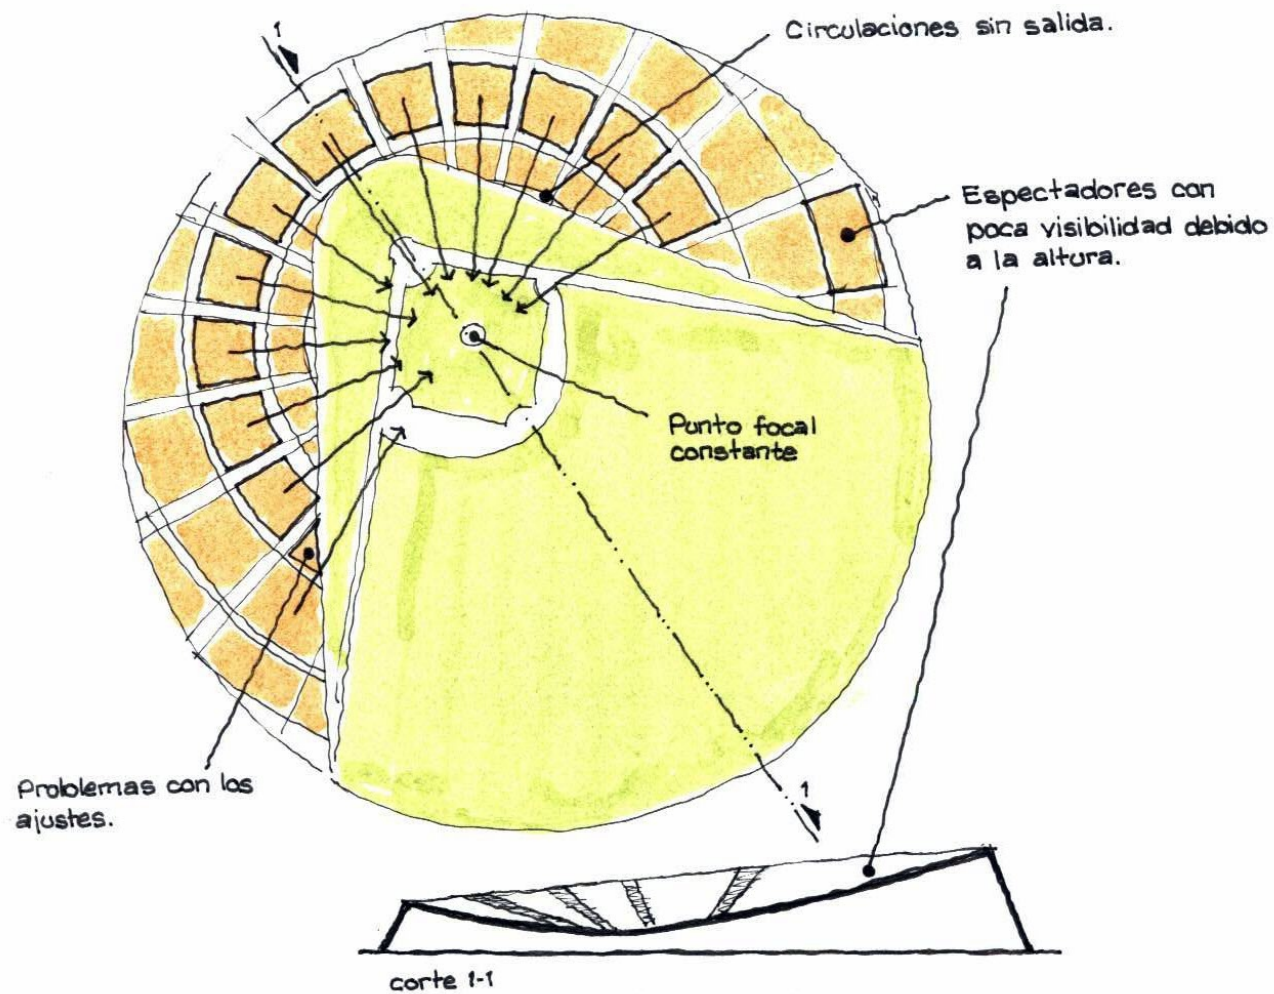 1
Circulaciones sin salida.
Espectadores con
poca visibilidad debido
a la altura.
Punto focal
constante
Problemas con los
ajustes.
1
corte 1-1